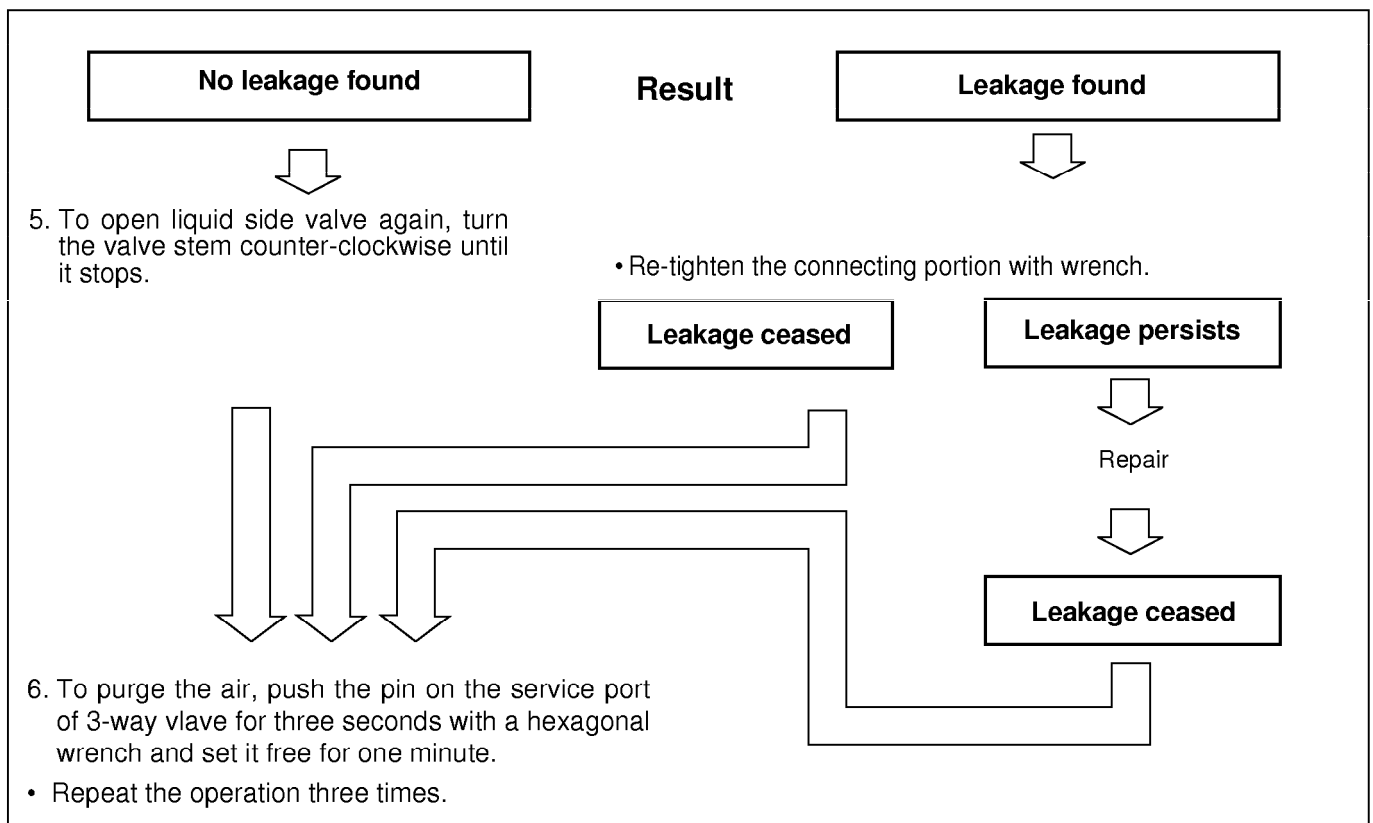 No leakage found
Result
Leakage found
5. To open liquid side valve again, turn
the valve stem counter-clockwise until
it stops.
• Re-tighten the connecting portion with wrench.
Leakage ceased
Leakage persists
Repair
Leakage ceased
6. To purge the air, push the pin on the service port
of 3-way vlave for three seconds with a hexagonal
wrench and set it free for one minute.
• Repeat the operation three times.